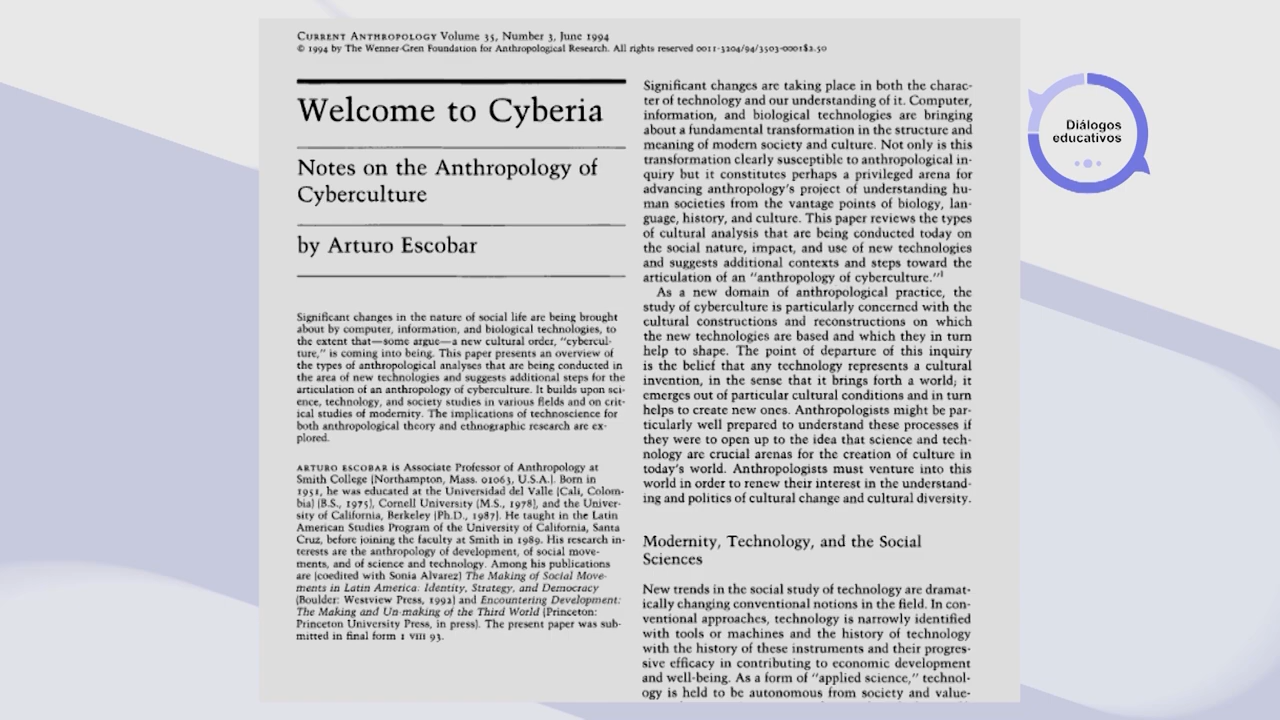 CURRENT ANTHROPOLOGY Volume 35, Number 3, June 1994
© 1994 by The Wenner-Gren Foundation for Anthropological Research. All rights reserved 0011-3204/94/3503-0001$2.50
Welcome to Cyberia
Notes on the Anthropology of
Cyberculture
by Arturo Escobar
Significant changes in the nature of social life are being brought
about by computer, information, and biological technologies, to
the extent that—some argue—a new cultural order, “cybercul-
ture,” is coming into being. This paper presents an overview of
the types of anthropological analyses that are being conducted in
the area of new technologies and suggests additional steps for the
articulation of an anthropology of cyberculture. It builds upon sci-
ence, technology, and society studies in various fields and on crit-
ical studies of modernity. The implications of technoscience for
both anthropological theory and ethnographic research are ex-
plored.
ARTURO ESCOBAR is Associate Professor of Anthropology at
Smith College (Northampton, Mass. 01063, U.S.A.). Born in
1951, he was educated at the Universidad del Valle (Cali, Colom-
bia) (B.S., 1975), Cornell University (M.S., 1978), and the Univer-
sity of California, Berkeley (Ph.D., 1987). He taught in the Latin
American Studies Program of the University of California, Santa
Cruz, before joining the faculty at Smith in 1989. His research in-
terests are the anthropology of development, of social move-
ments, and of science and technology. Among his publications
are (coedited with Sonia Alvarez) The Making of Social Move-
ments in Latin America: Identity, Strategy, and Democracy
(Boulder: Westview Press, 1992) and Encountering Development:
The Making and Un-making of the Third World (Princeton:
Princeton University Press, in press). The present paper was sub-
mitted in final form 1 VIII 93.
Significant changes are taking place in both the charac-
ter of technology and our understanding of it. Computer,
information, and biological technologies are bringing
about a fundamental transformation in the structure and
meaning of modern society and culture. Not only is this
transformation clearly susceptible to anthropological in-
quiry but it constitutes perhaps a privileged arena for
advancing anthropology's project of understanding hu-
man societies from the vantage points of biology, lan-
guage, history, and culture. This paper reviews the types
of cultural analysis that are being conducted today on
the social nature, impact, and use of new technologies
and suggests additional contexts and steps toward the
articulation of an “anthropology of cyberculture.”1
As a new domain of anthropological practice, the
study of cyberculture is particularly concerned with the
cultural constructions and reconstructions on which
the new technologies are based and which they in turn
help to shape. The point of departure of this inquiry
is the belief that any technology represents a cultural
invention, in the sense that it brings forth a world; it
emerges out of particular cultural conditions and in turn
helps to create new ones. Anthropologists might be par-
ticularly well prepared to understand these processes if
they were to open up to the idea that science and tech-
nology are crucial arenas for the creation of culture in
today's world. Anthropologists must venture into this
world in order to renew their interest in the understand-
ing and politics of cultural change and cultural diversity.
Modernity, Technology, and the Social
Sciences
New trends in the social study of technology are dramat-
ically changing conventional notions in the field. In con-
ventional approaches, technology is narrowly identified
with tools or machines and the history of technology
with the history of these instruments and their progres-
sive efficacy in contributing to economic development
and well-being. As a form of “applied science,” technol-
ogy is held to be autonomous from society and value-
Diálogos
educativos